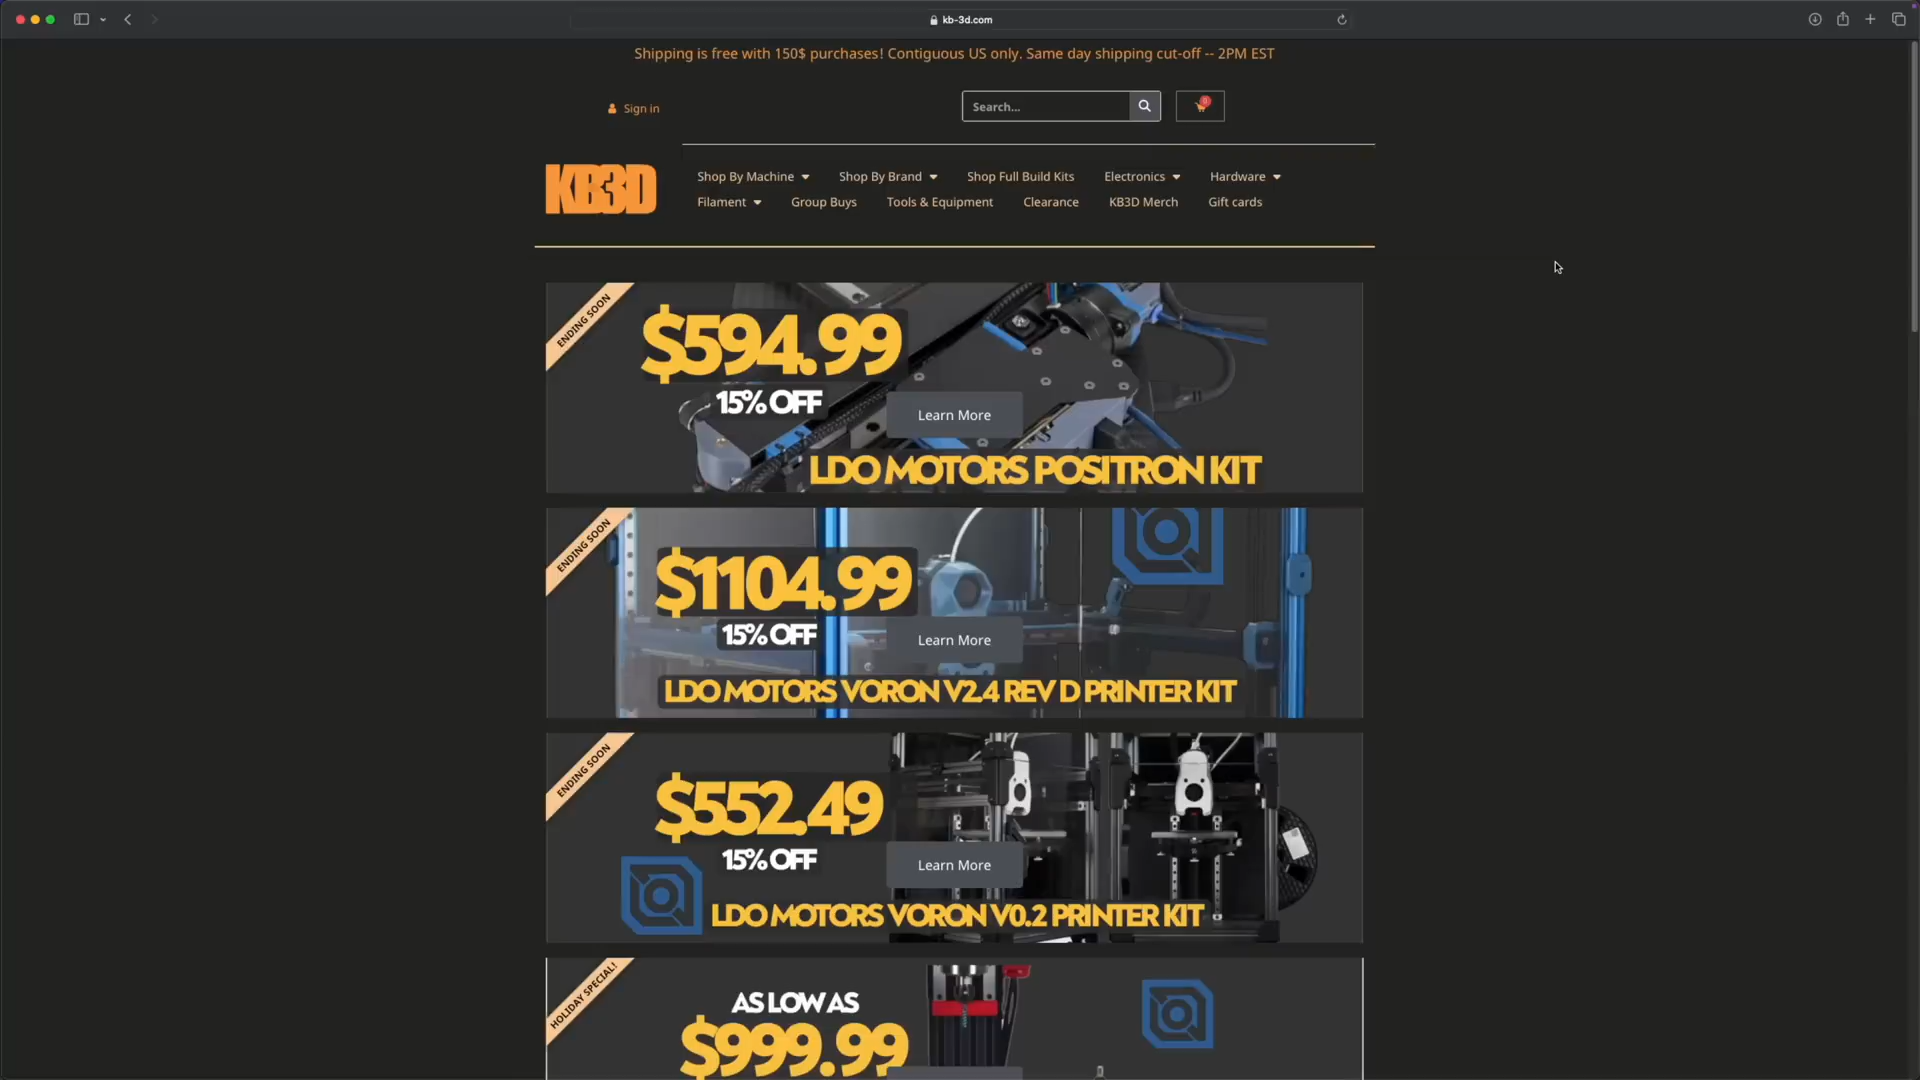 kb-3d.com
Shipping is free with 150$ purchases! Contiguous US only. Same day shipping cut-off -- 2PM EST
Sign in
Search...
KB3D
Shop By Machine
Shop By Brand
Shop Full Build Kits
Electronics
Hardware
Filament
Group Buys
Tools & Equipment
Clearance
KB3D Merch
Gift cards
ENDING SOON
$594.99
15% OFF
Learn More
LDO MOTORS POSITRON KIT
ENDING SOON
$1104.99
15% OFF
Learn More
LDO MOTORS VORON V2.4 REV D PRINTER KIT
ENDING SOON
$552.49
15% OFF
Learn More
LDO MOTORS VORON V0.2 PRINTER KIT
HOLIDAY SPECIAL!
AS LOW AS
$999.99